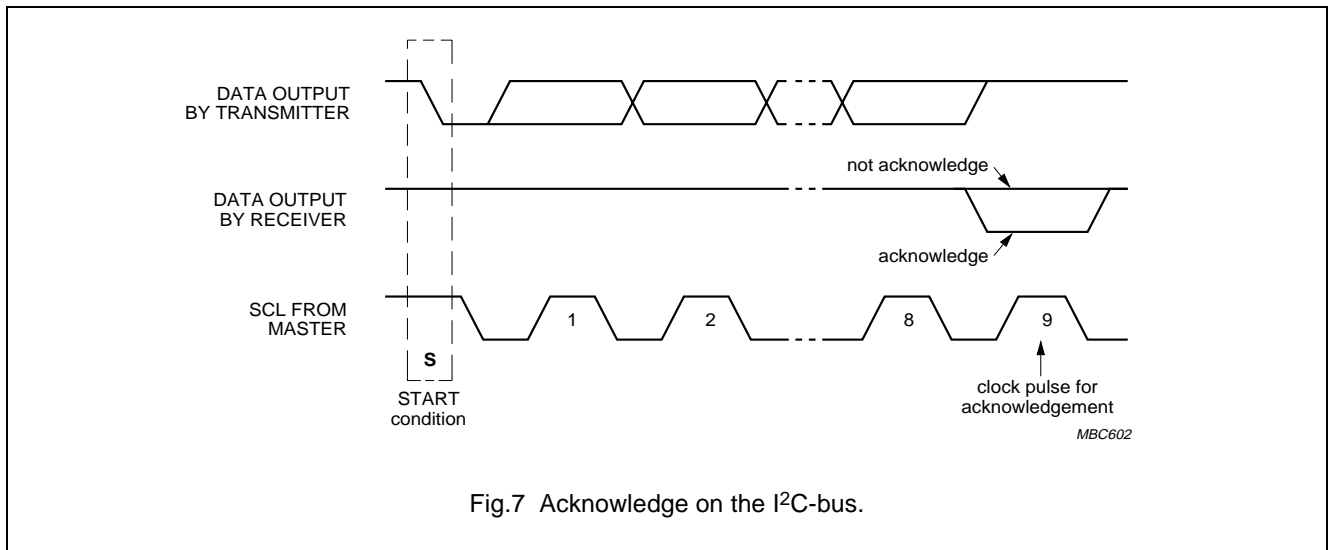 DATA OUTPUT
BY TRANSMITTER
not acknowledge
DATA OUTPUT
BY RECEIVER
acknowledge
SCL FROM
MASTER
1
2
8
9
S
START
condition
clock pulse for
acknowledgement
MBC602
Fig.7 Acknowledge on the I²C-bus.